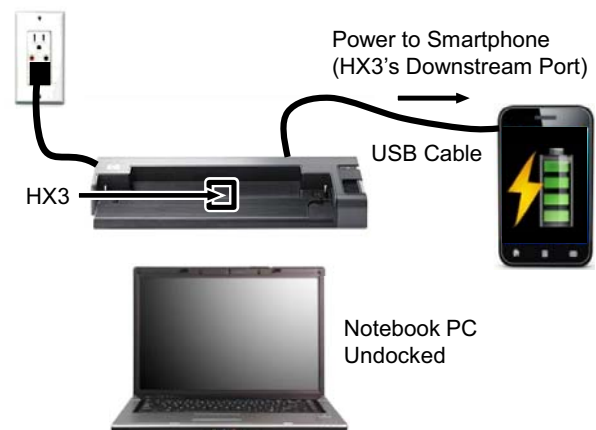 Power to Smartphone
(HX3's Downstream Port)
USB Cable
HX3
Notebook PC
Undocked